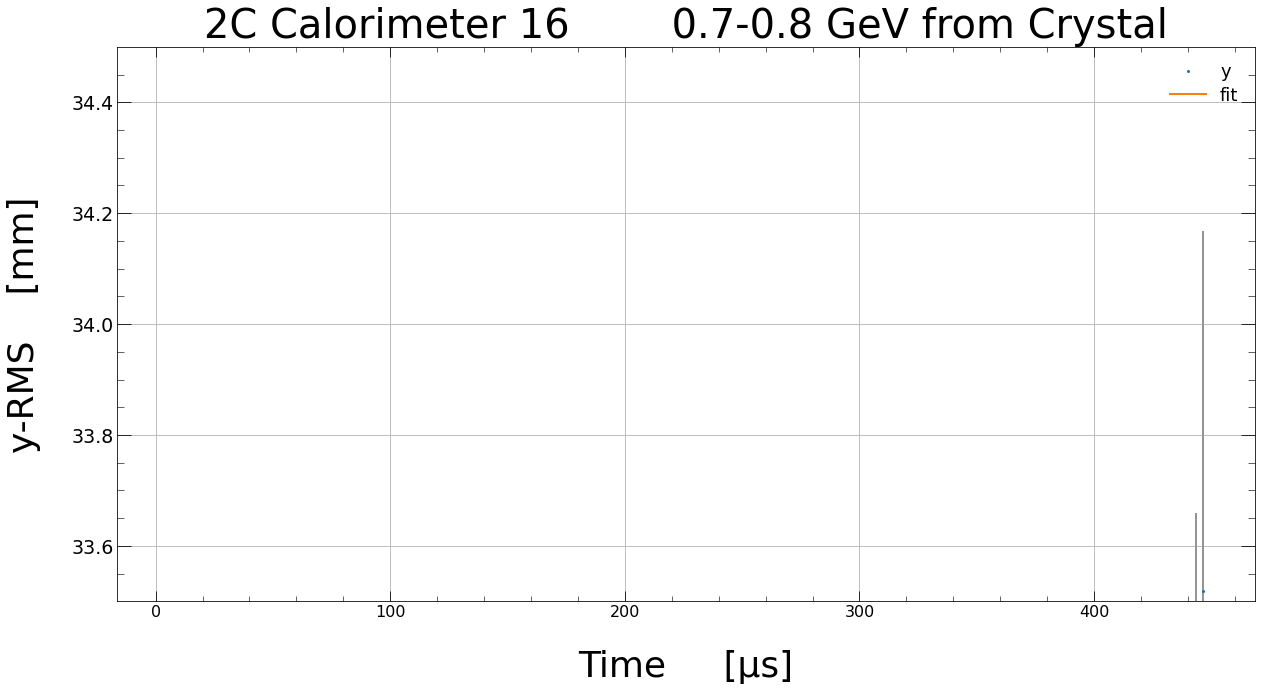 2C Calorimeter 16 0.7-0.8 GeV from Crystal
y
fit
34.4
34.2
34.0
33.8
33.6
y-RMS [mm]
0 100 200 300 400
Time [µs]